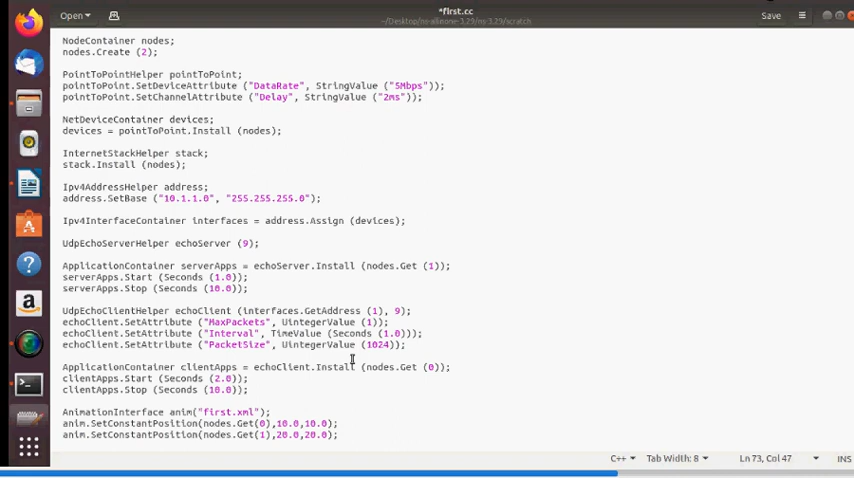 Open
*first.cc
~/Desktop/ns-allinone-3.29/ns-3.29/scratch
Save
NodeContainer nodes;
nodes.Create (2);
PointToPointHelper pointToPoint;
pointToPoint.SetDeviceAttribute ("DataRate", StringValue ("5Mbps"));
pointToPoint.SetChannelAttribute ("Delay", StringValue ("2ms"));
NetDeviceContainer devices;
devices = pointToPoint.Install (nodes);
InternetStackHelper stack;
stack.Install (nodes);
Ipv4AddressHelper address;
address.SetBase ("10.1.1.0", "255.255.255.0");
Ipv4InterfaceContainer interfaces = address.Assign (devices);
UdpEchoServerHelper echoServer (9);
ApplicationContainer serverApps = echoServer.Install (nodes.Get (1));
serverApps.Start (Seconds (1.0));
serverApps.Stop (Seconds (10.0));
UdpEchoClientHelper echoClient (interfaces.GetAddress (1), 9);
echoClient.SetAttribute ("MaxPackets", UintegerValue (1));
echoClient.SetAttribute ("Interval", TimeValue (Seconds (1.0)));
echoClient.SetAttribute ("PacketSize", UintegerValue (1024));
ApplicationContainer clientApps = echoClient.Install (nodes.Get (0));
clientApps.Start (Seconds (2.0));
clientApps.Stop (Seconds (10.0));
AnimationInterface anim("first.xml");
anim.SetConstantPosition(nodes.Get(0),10.0,10.0);
anim.SetConstantPosition(nodes.Get(1),20.0,20.0);
C++ Tab Width: 8 Ln 73, Col 47 INS